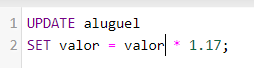 1 UPDATE aluguel
2 SET valor = valor * 1.17;